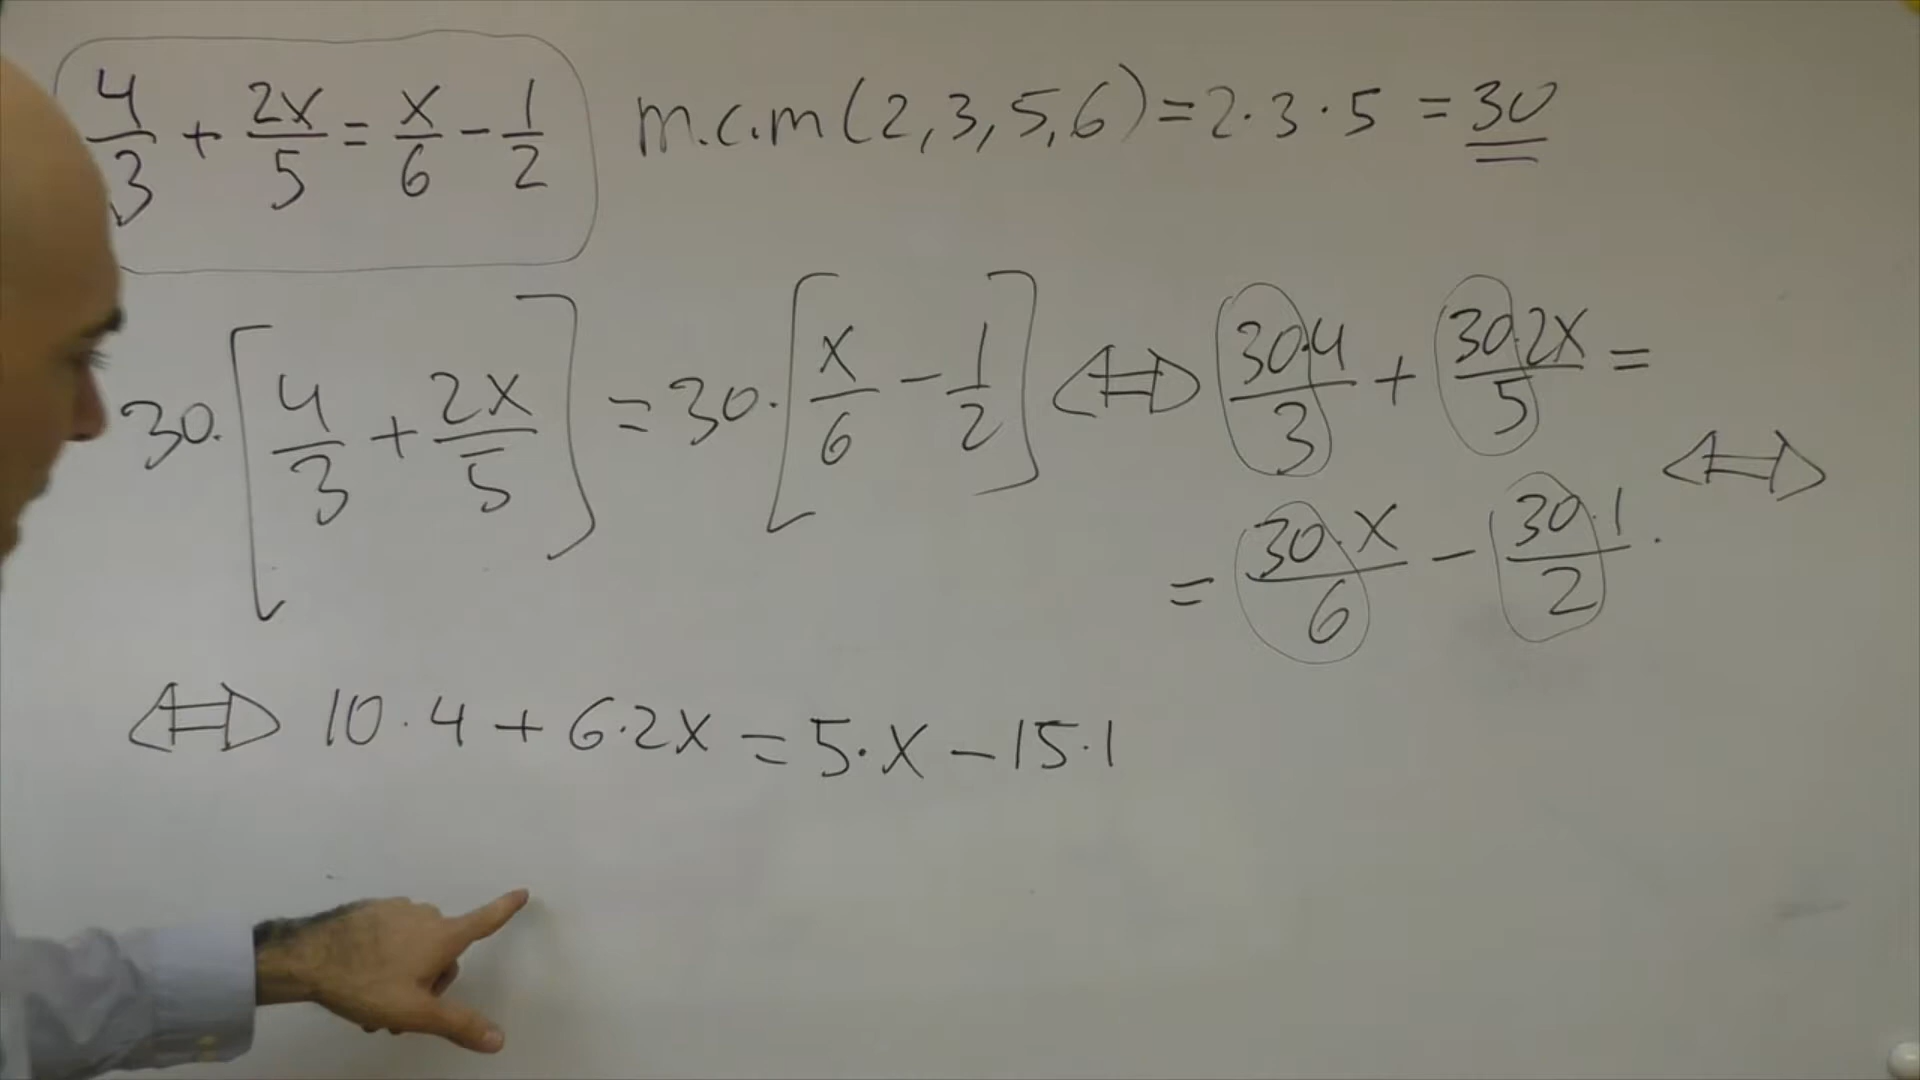 4/3 + 2x/5 = x/6 - 1/2 m.c.m(2,3,5,6) = 2·3·5 = 30
30·[4/3 + 2x/5] = 30·[x/6 - 1/2] ⇔ 30·4/3 + 30·2x/5 =
= 30·x/6 - 30·1/2 ⇔
⇔ 10·4 + 6·2x = 5·x - 15·1